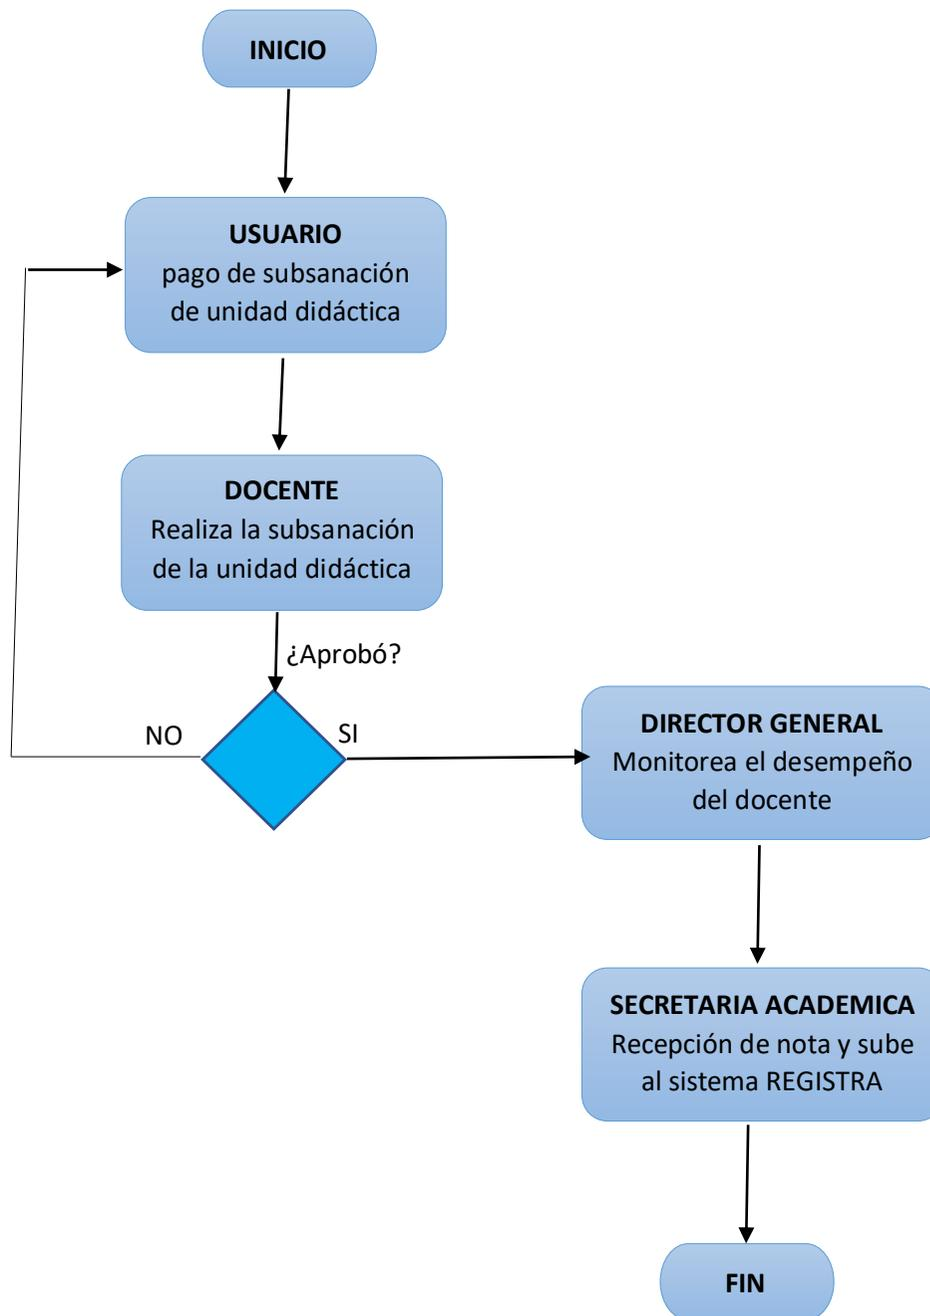 INICIO
USUARIO
pago de subsanación
de unidad didáctica
DOCENTE
Realiza la subsanación
de la unidad didáctica
¿Aprobó?
NO
SI
DIRECTOR GENERAL
Monitorea el desempeño
del docente
SECRETARIA ACADEMICA
Recepción de nota y sube
al sistema REGISTRA
FIN